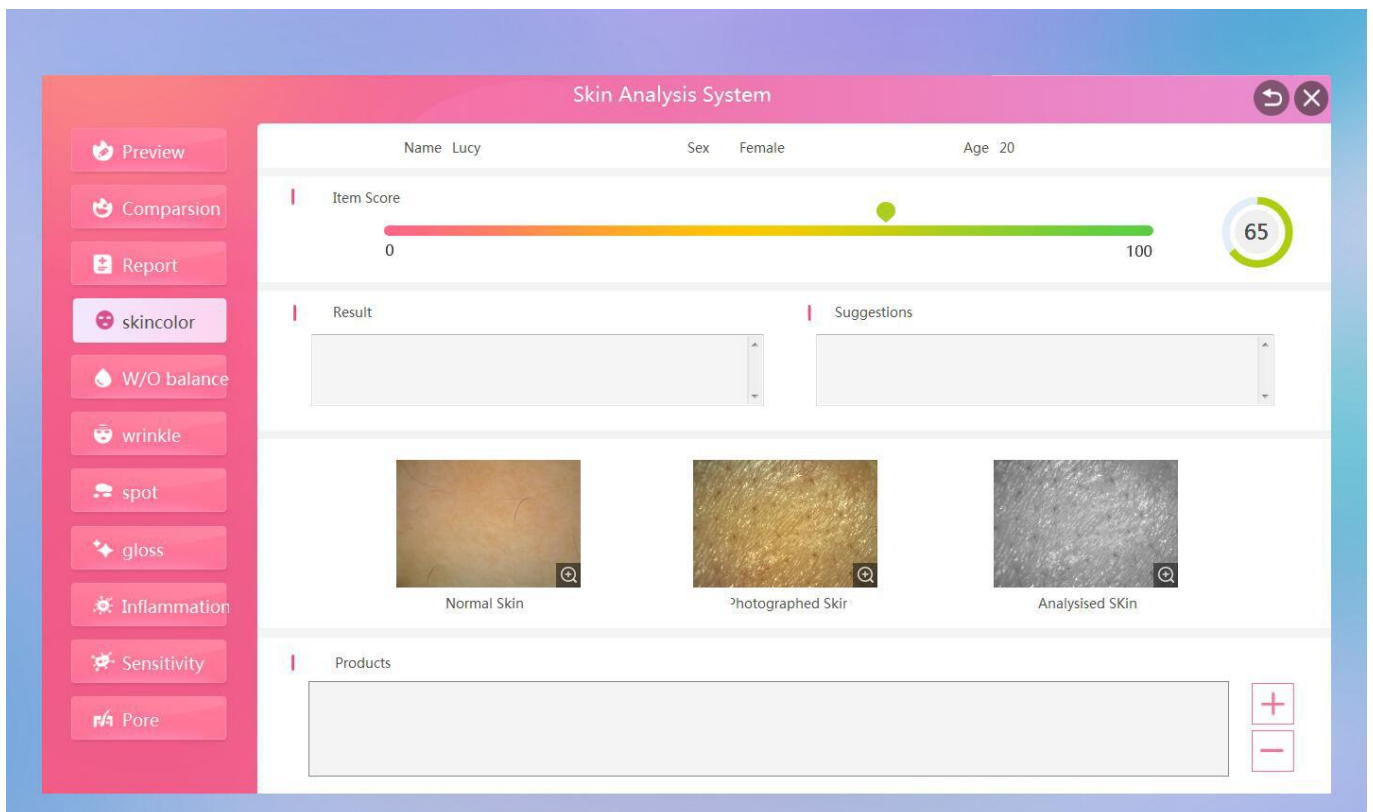 Skin Analysis System
Preview
Comparsion
Report
skincolor
W/O balance
wrinkle
spot
gloss
Inflammation
Sensitivity
Pore
Name Lucy Sex Female Age 20
Item Score
0 100
65
Result Suggestions
Normal Skin Photographed Skin Analysised SKin
Products